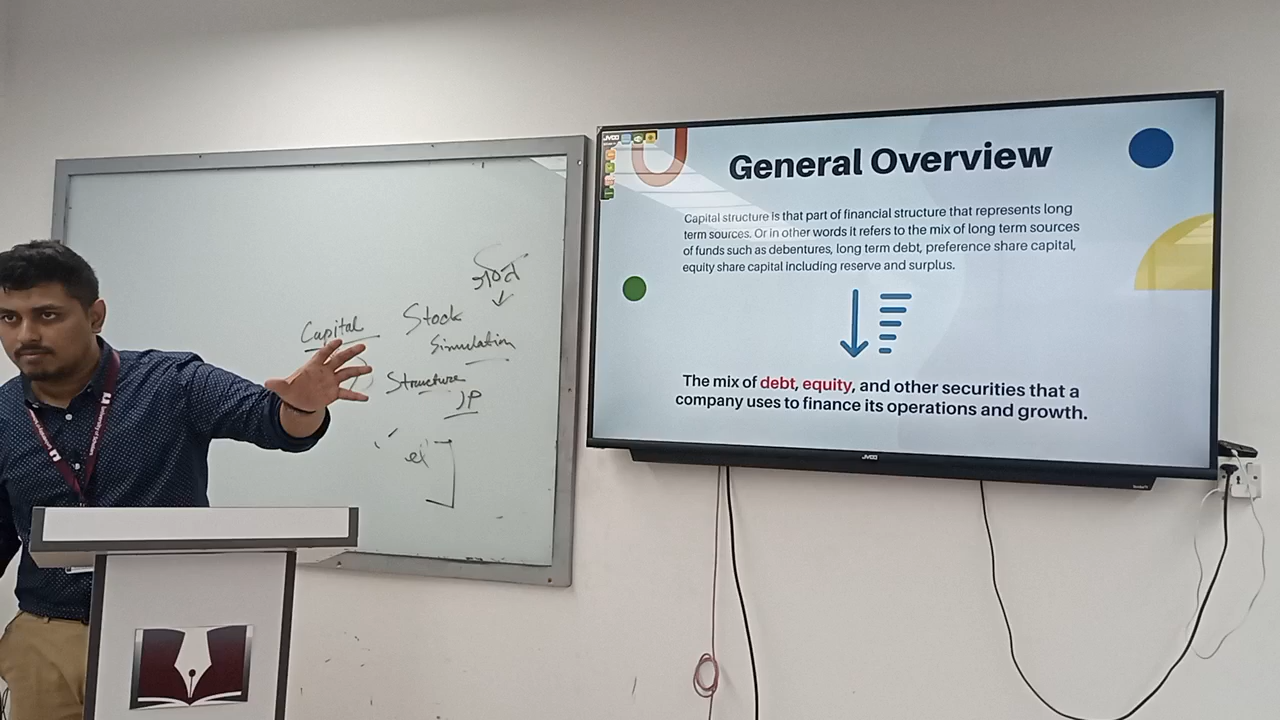 Capital
Stock
Simulation
Structure
JP
General Overview
Capital structure is that part of financial structure that represents long
term sources. Or in other words it refers to the mix of long term sources
of funds such as debentures, long term debt, preference share capital,
equity share capital including reserve and surplus.
The mix of debt, equity, and other securities that a
company uses to finance its operations and growth.
JVCO